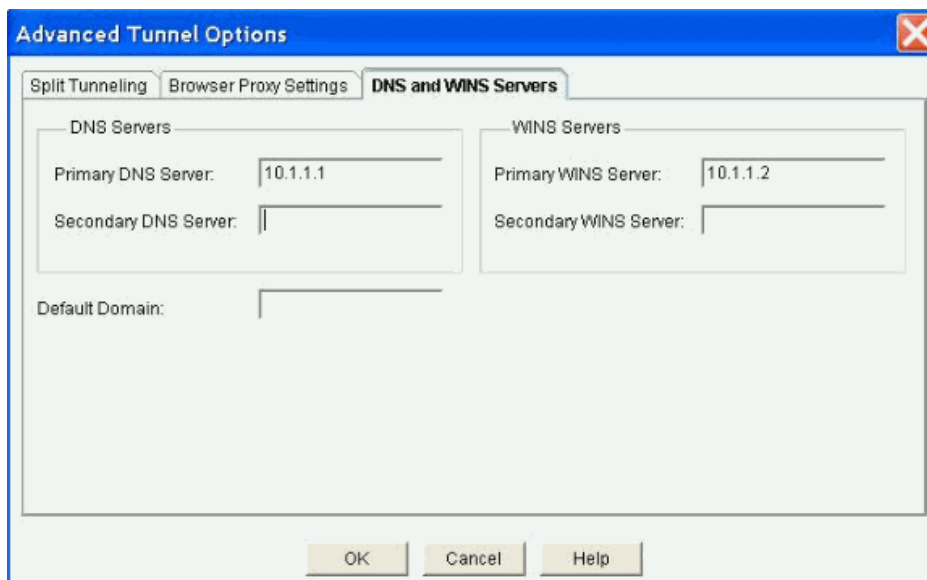 Advanced Tunnel Options
Split Tunneling Browser Proxy Settings DNS and WINS Servers
DNS Servers
Primary DNS Server: 10.1.1.1
Secondary DNS Server:
WINS Servers
Primary WINS Server: 10.1.1.2
Secondary WINS Server:
Default Domain:
OK Cancel Help